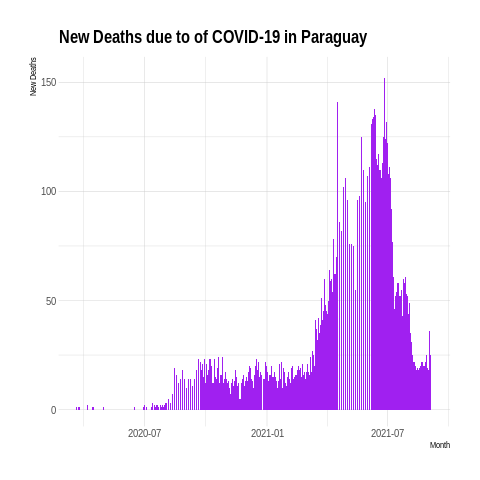 New Deaths due to of COVID-19 in Paraguay
New Deaths
150
100
50
0
2020-07
2021-01
2021-07
Month